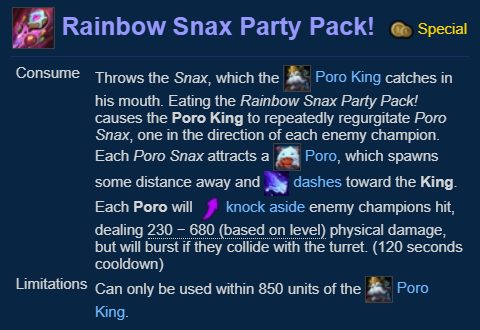 Rainbow Snax Party Pack! Special
Consume Throws the Snax, which the Poro King catches in
his mouth. Eating the Rainbow Snax Party Pack!
causes the Poro King to repeatedly regurgitate Poro
Snax, one in the direction of each enemy champion.
Each Poro Snax attracts a Poro, which spawns
some distance away and dashes toward the King.
Each Poro will knock aside enemy champions hit,
dealing 230 − 680 (based on level) physical damage,
but will burst if they collide with the turret. (120 seconds
cooldown)
Limitations Can only be used within 850 units of the Poro
King.